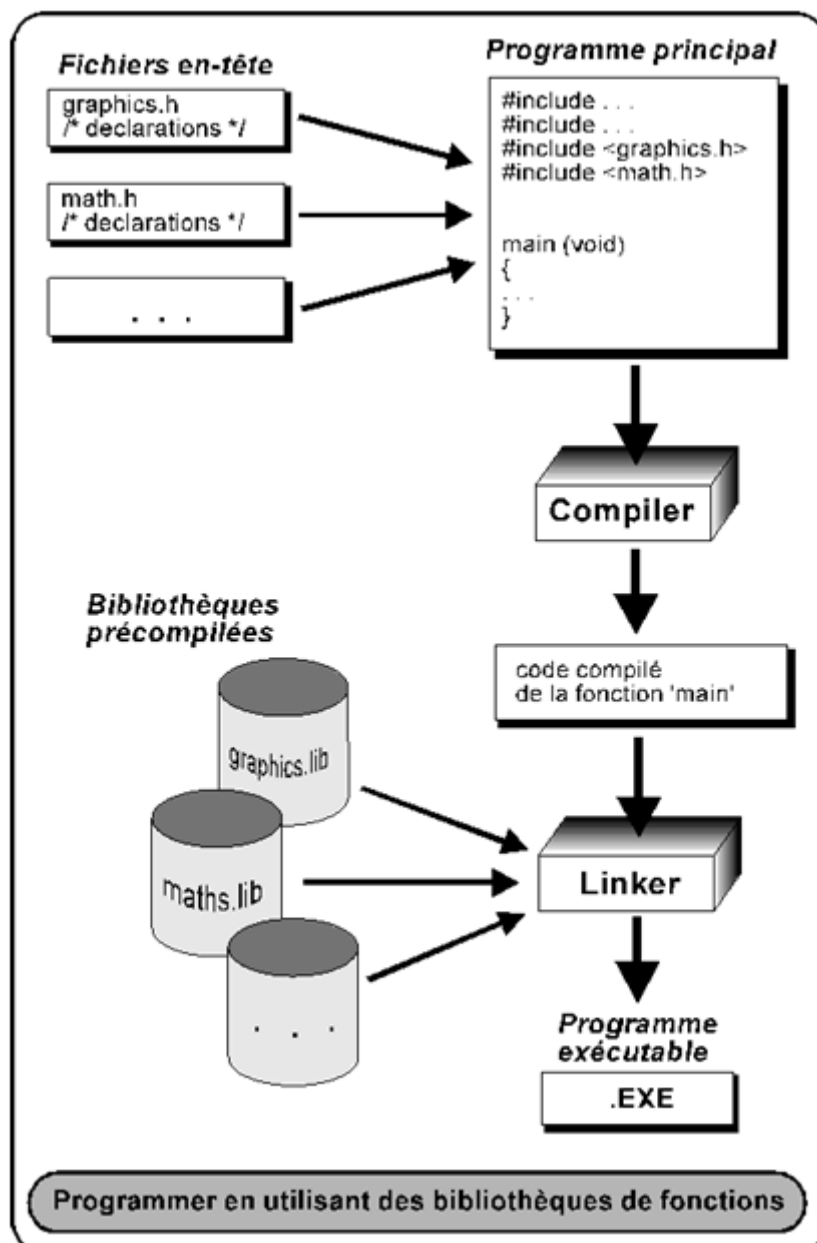 Fichiers en-tête
graphics.h
/* declarations */
math.h
/* declarations */
. . .
Programme principal
#include . . .
#include . . .
#include <graphics.h>
#include <math.h>
main (void)
{
. . .
}
Compiler
code compilé
de la fonction 'main'
Bibliothèques
précompilées
graphics.lib
maths.lib
. . .
Linker
Programme
exécutable
.EXE
Programmer en utilisant des bibliothèques de fonctions